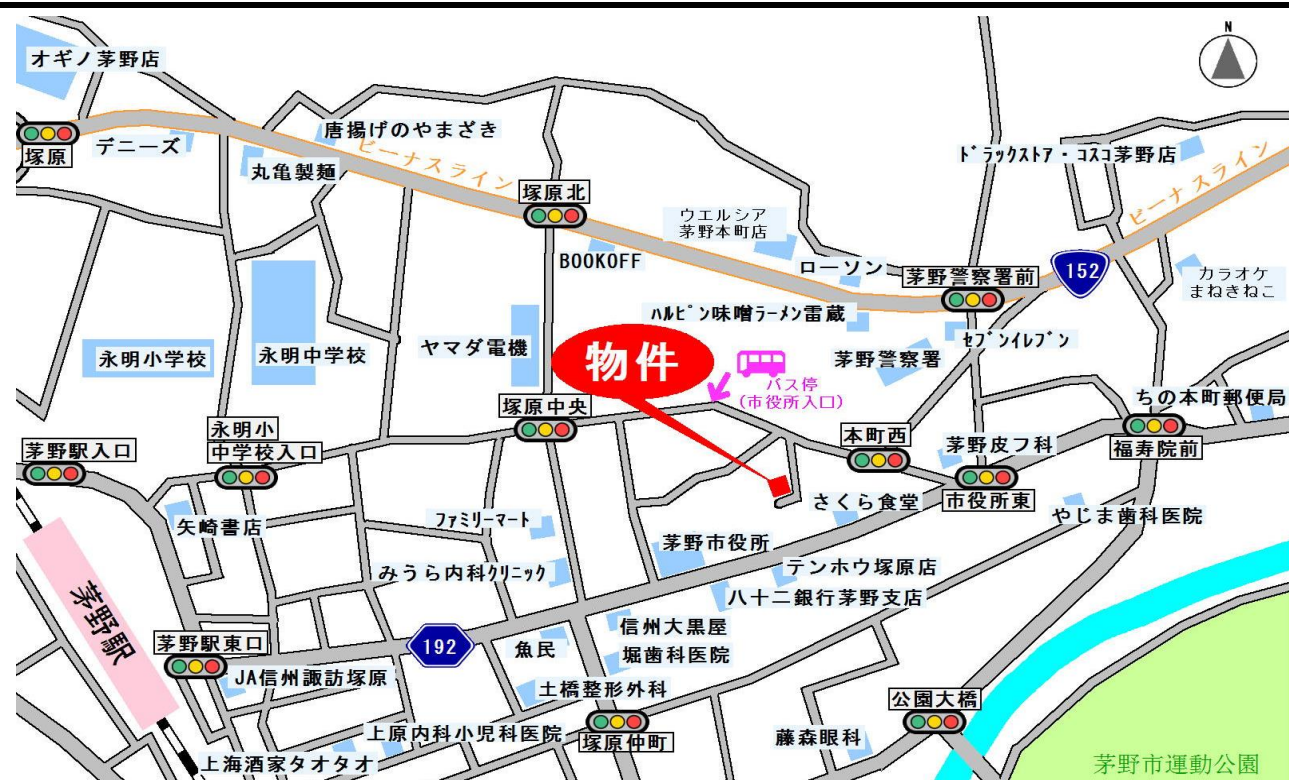 N
オギノ茅野店
塚原
デニーズ
唐揚げのやまざき
丸亀製麺
ビーナスライン
塚原北
BOOKOFF
ウエルシア
茅野本町店
ドラックストア・コスコ茅野店
ビーナスライン
ローソン
茅野警察署前
152
カラオケ
まねきねこ
ハルピン味噌ラーメン雷蔵
セブンイレブン
茅野警察署
永明小学校
永明中学校
ヤマダ電機
物件
バス停
(市役所入口)
塚原中央
ちの本町郵便局
福寿院前
茅野駅入口
永明小
中学校入口
本町西
茅野皮フ科
市役所東
さくら食堂
やじま歯科医院
矢崎書店
ファミリーマート
茅野市役所
みうら内科クリニック
テンホウ塚原店
八十二銀行茅野支店
茅野駅
茅野駅東口
192
魚民
信州大黒屋
堀歯科医院
JA信州諏訪塚原
土橋整形外科
公園大橋
上原内科小児科医院
塚原仲町
藤森眼科
上海酒家タオタオ
茅野市運動公園